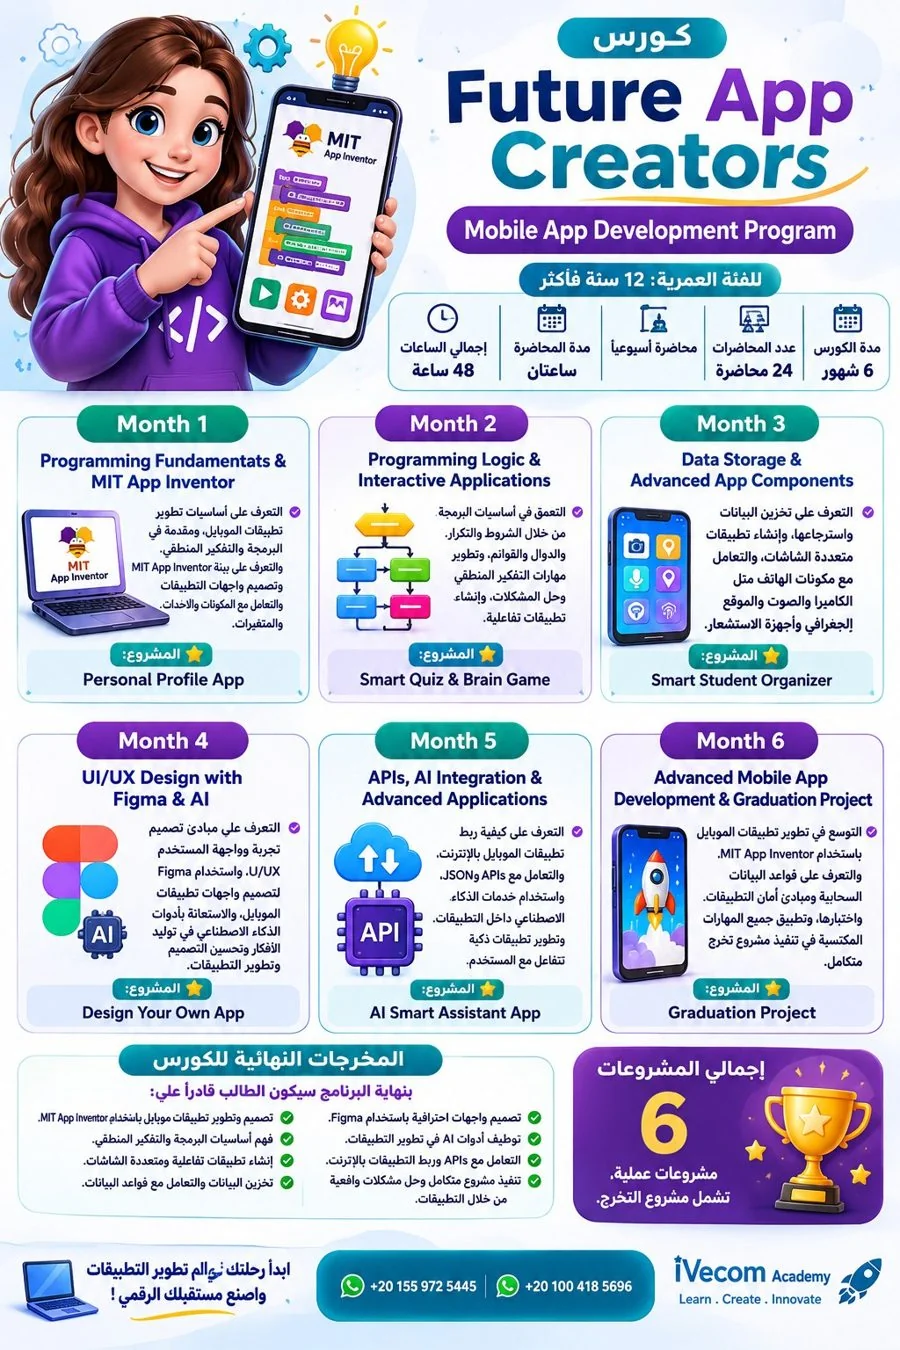 كورس
Future App
Creators
Mobile App Development Program
للفئة العمرية: 12 سنة فأكثر
مدة الكورس
6 شهور
عدد المحاضرات
24 محاضرة
محاضرة أسبوعياً
مدة المحاضرة
ساعتان
إجمالي الساعات
48 ساعة
MIT
App Inventor
</>
Month 1
Programming Fundamentats &
MIT App Inventor
التعرف على أساسيات تطوير
تطبيقات الموبايل، ومقدمة في
البرمجة والتفكير المنطقي،
والتعرف على بيئة MIT App Inventor
وتصميم واجهات التطبيقات
والتعامل مع المكونات والاحداث،
والمتغيرات.
MIT
App Inventor
المشروع:
Personal Profile App
Month 2
Programming Logic &
Interactive Applications
التعمق في أساسيات البرمجة
من خلال الشروط والتكرار،
والدوال والقوائم، وتطوير
مهارات التفكير المنطقي
وحل المشكلات، وإنشاء
تطبيقات تفاعلية.
المشروع:
Smart Quiz & Brain Game
Month 3
Data Storage &
Advanced App Components
التعرف على تخزين البيانات
واسترجاعها، وإنشاء تطبيقات
متعددة الشاشات، والتعامل
مع مكونات الهاتف مثل
الكاميرا والصوت والموقع
الجغرافي وأجهزة الاستشعار.
المشروع:
Smart Student Organizer
Month 4
UI/UX Design with
Figma & AI
التعرف علي مبادئ تصميم
تجربة وواجهة المستخدم
U/UX، واستخدام Figma
لتصميم واجهات تطبيقات
الموبايل، والاستعانة بأدوات
الذكاء الاصطناعي في توليد
الأفكار وتحسين التصميم
وتطوير التطبيقات.
AI
المشروع:
Design Your Own App
Month 5
APIs, AI Integration &
Advanced Applications
التعرف على كيفية ربط
تطبيقات الموبايل بالإنترنت،
والتعامل مع APIs وJSON،
واستخدام خدمات الذكاء
الاصطناعي داخل التطبيقات،
وتطوير تطبيقات ذكية
تتفاعل مع المستخدم.
API
المشروع:
AI Smart Assistant App
Month 6
Advanced Mobile App
Development & Graduation Project
التوسع في تطوير تطبيقات الموبايل
باستخدام MIT App Inventor،
والتعرف على قواعد البيانات
السحابية ومبادئ أمان التطبيقات،
واختبارها، وتطبيق جميع المهارات
المكتسبة في تنفيذ مشروع تخرج
متكامل.
المشروع:
Graduation Project
المخرجات النهائية للكورس
بنهاية البرنامج سيكون الطالب قادراً علي:
تصميم وتطوير تطبيقات موبايل باستخدام MIT App Inventor.
فهم أساسيات البرمجة والتفكير المنطقي.
إنشاء تطبيقات تفاعلية ومتعددة الشاشات.
تخزين البيانات والتعامل مع قواعد البيانات.
تصميم واجهات احترافية باستخدام Figma.
توظيف أدوات AI في تطوير التطبيقات.
التعامل مع APIs وربط التطبيقات بالإنترنت.
تنفيذ مشروع متكامل وحل مشكلات واقعية
من خلال التطبيقات.
إجمالي المشروعات
6
مشروعات عملية،
تشمل مشروع التخرج.
ابدأ رحلتك تطوير التطبيقات
واصنع مستقبلك الرقمي !
+20 155 972 5445
+20 100 418 5696
iVecom Academy
Learn . Create . Innovate